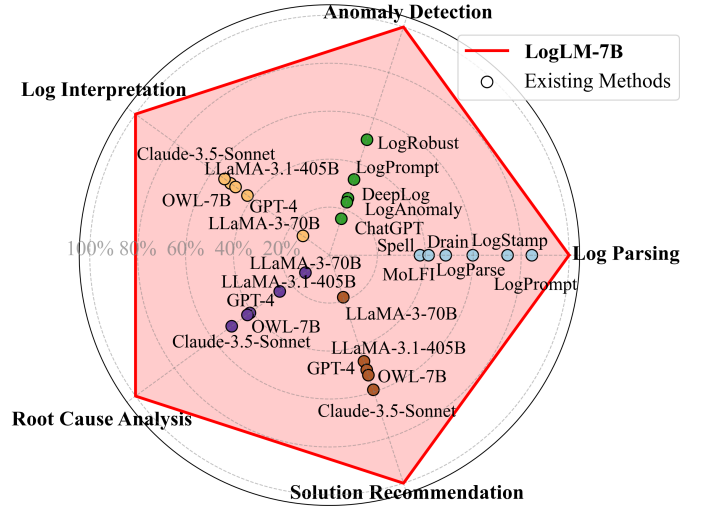 Anomaly Detection
LogLM-7B
Existing Methods
Log Interpretation
LogRobust
Claude-3.5-Sonnet
LLaMA-3.1-405B
LogPrompt
OWL-7B
GPT-4
DeepLog
LogAnomaly
LLaMA-3-70B
ChatGPT
100% 80% 60% 40% 20%
Spell
Drain
LogStamp
Log Parsing
MoLFI
LogParse
LogPrompt
LLaMA-3-70B
LLaMA-3.1-405B
GPT-4
OWL-7B
Claude-3.5-Sonnet
LLaMA-3-70B
LLaMA-3.1-405B
GPT-4
OWL-7B
Claude-3.5-Sonnet
Root Cause Analysis
Solution Recommendation